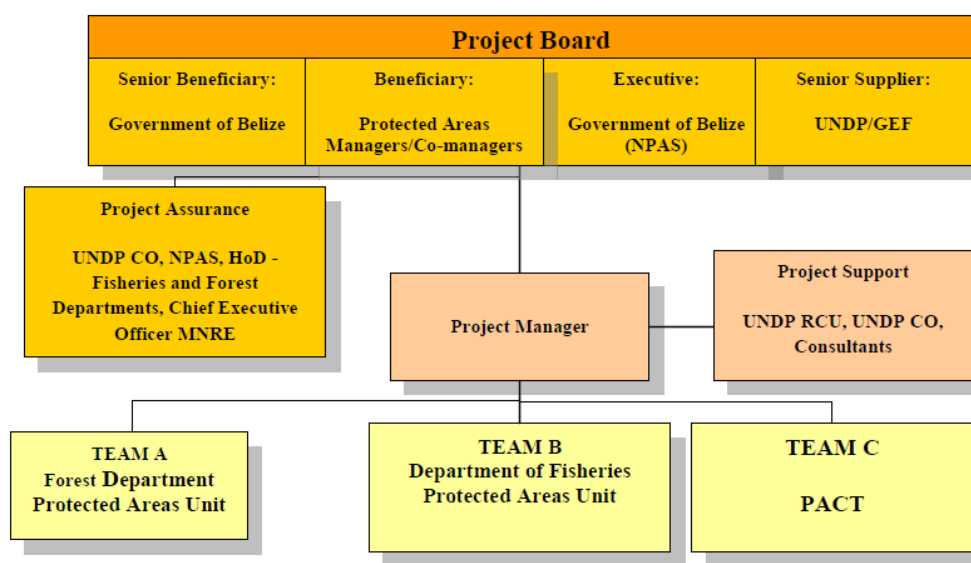 Project Board
Senior Beneficiary:
Government of Belize
Beneficiary:
Protected Areas
Managers/Co-managers
Executive:
Government of Belize
(NPAS)
Senior Supplier:
UNDP/GEF
Project Assurance
UNDP CO, NPAS, HoD -
Fisheries and Forest
Departments, Chief Executive
Officer MNRE
Project Manager
Project Support
UNDP RCU, UNDP CO,
Consultants
TEAM A
Forest Department
Protected Areas Unit
TEAM B
Department of Fisheries
Protected Areas Unit
TEAM C
PACT